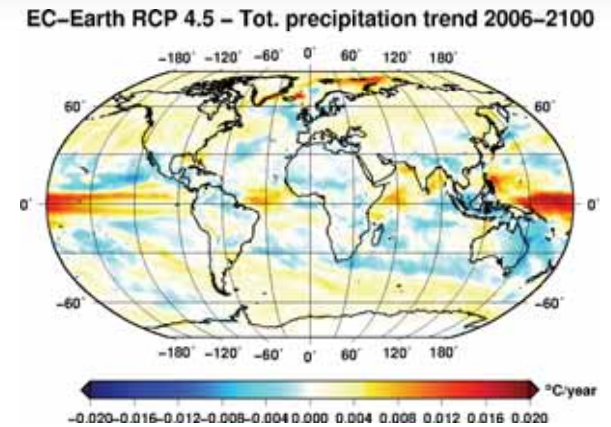 EC–Earth RCP 4.5 – Tot. precipitation trend 2006–2100
−180˚ −120˚ −60˚ 0˚ 60˚ 120˚ 180˚
60˚ 60˚
0˚ 0˚
−60˚ −60˚
−180˚ −120˚ −60˚ 0˚ 60˚ 120˚ 180˚
°C/year
−0.020−0.016−0.012−0.008−0.004 0.000 0.004 0.008 0.012 0.016 0.020